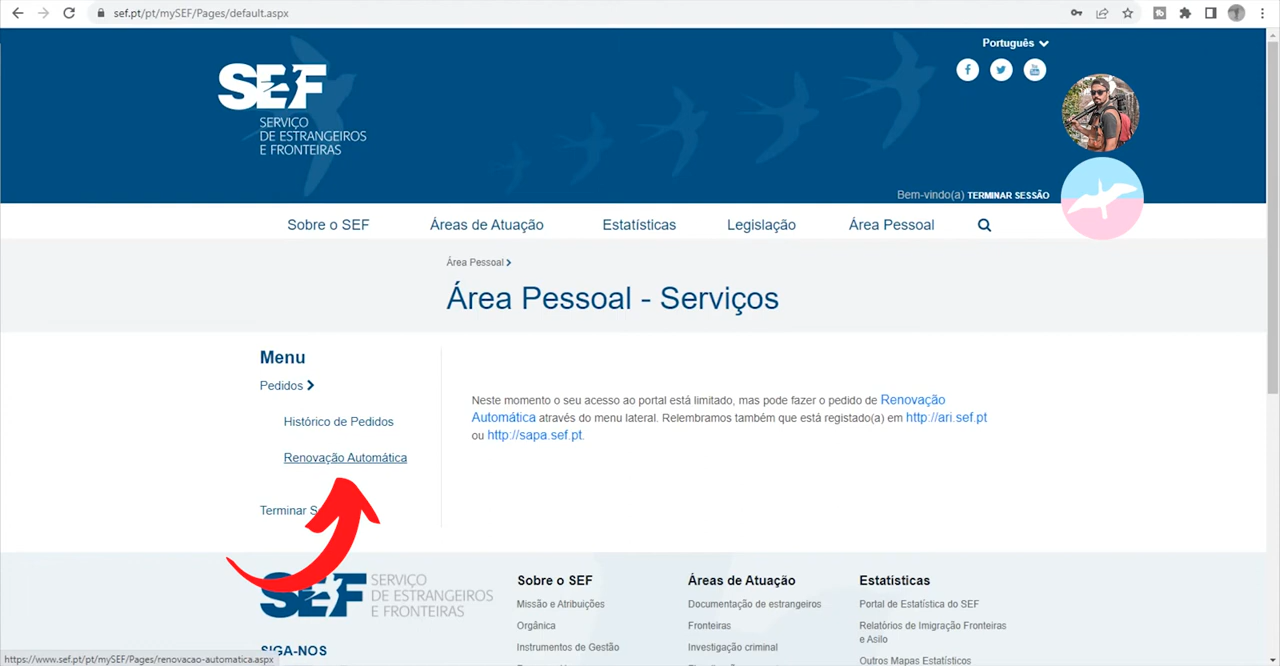 sef.pt/pt/mySEF/Pages/default.aspx
Português
SEF
SERVIÇO
DE ESTRANGEIROS
E FRONTEIRAS
Bem-vindo(a) TERMINAR SESSÃO
Sobre o SEF
Áreas de Atuação
Estatísticas
Legislação
Área Pessoal
Área Pessoal
Área Pessoal - Serviços
Menu
Pedidos
Histórico de Pedidos
Renovação Automática
Terminar
Neste momento o seu acesso ao portal está limitado, mas pode fazer o pedido de Renovação
Automática através do menu lateral. Relembramos também que está registado(a) em http://ari.sef.pt
ou http://sapa.sef.pt.
SEF
SERVIÇO
DE ESTRANGEIROS
E FRONTEIRAS
SIGA-NOS
Sobre o SEF
Missão e Atribuições
Orgânica
Instrumentos de Gestão
Áreas de Atuação
Documentação de estrangeiros
Fronteiras
Investigação criminal
Estatísticas
Portal de Estatística do SEF
Relatórios de Imigração Fronteiras
e Asilo
Outros Mapas Estatísticos
https://www.sef.pt/pt/mySEF/Pages/renovacao-automatica.aspx